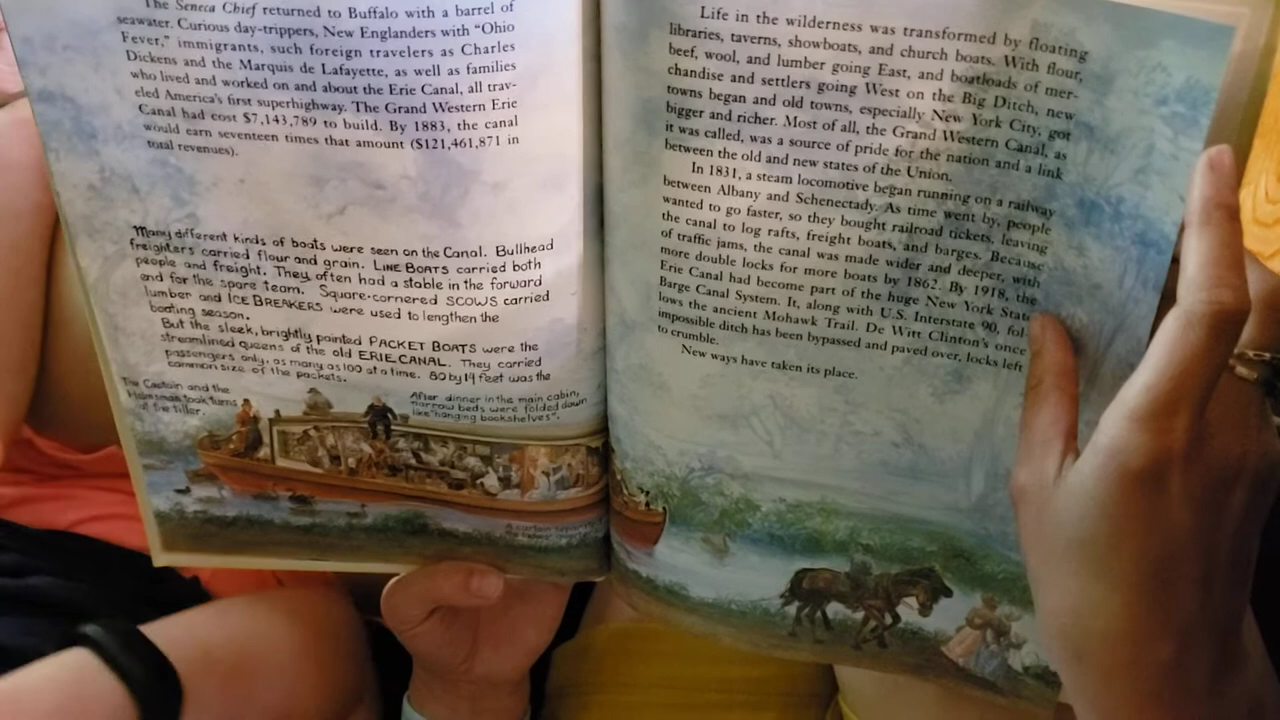 The Seneca Chief returned to Buffalo with a barrel of
seawater. Curious day-trippers, New Englanders with “Ohio
Fever,” immigrants, such foreign travelers as Charles
Dickens and the Marquis de Lafayette, as well as families
who lived and worked on and about the Erie Canal, all trav-
eled America's first superhighway. The Grand Western Erie
Canal had cost $7,143,789 to build. By 1883, the canal
would earn seventeen times that amount ($121,461,871 in
total revenues).
Many different kinds of boats were seen on the Canal. Bullhead
freighters carried flour and grain. LINE BOATS carried both
people and freight. They often had a stable in the forward
end for the spare team. Square-cornered SCOWS carried
lumber and ICE BREAKERS were used to lengthen the
boating season.
But the sleek, brightly painted PACKET BOATS were the
streamlined queens of the old ERIE CANAL. They carried
passengers only, as many as 100 at a time. 80 by 14 feet was the
common size of the packets.
The Captain and the
Helmsman took turns
at the tiller.
After dinner in the main cabin,
narrow beds were folded down
like "hanging bookshelves".
A curtain
Life in the wilderness was transformed by floating
libraries, taverns, showboats, and church boats. With flour,
beef, wool, and lumber going East, and boatloads of mer-
chandise and settlers going West on the Big Ditch, new
towns began and old towns, especially New York City, got
bigger and richer. Most of all, the Grand Western Canal, as
it was called, was a source of pride for the nation and a link
between the old and new states of the Union.
In 1831, a steam locomotive began running on a railway
between Albany and Schenectady. As time went by, people
wanted to go faster, so they bought railroad tickets, leaving
the canal to log rafts, freight boats, and barges. Because
of traffic jams, the canal was made wider and deeper, with
more double locks for more boats by 1862. By 1918, the
Erie Canal had become part of the huge New York State
Barge Canal System. It, along with U.S. Interstate 90, fol-
lows the ancient Mohawk Trail. De Witt Clinton's once
impossible ditch has been bypassed and paved over, locks left
to crumble.
New ways have taken its place.